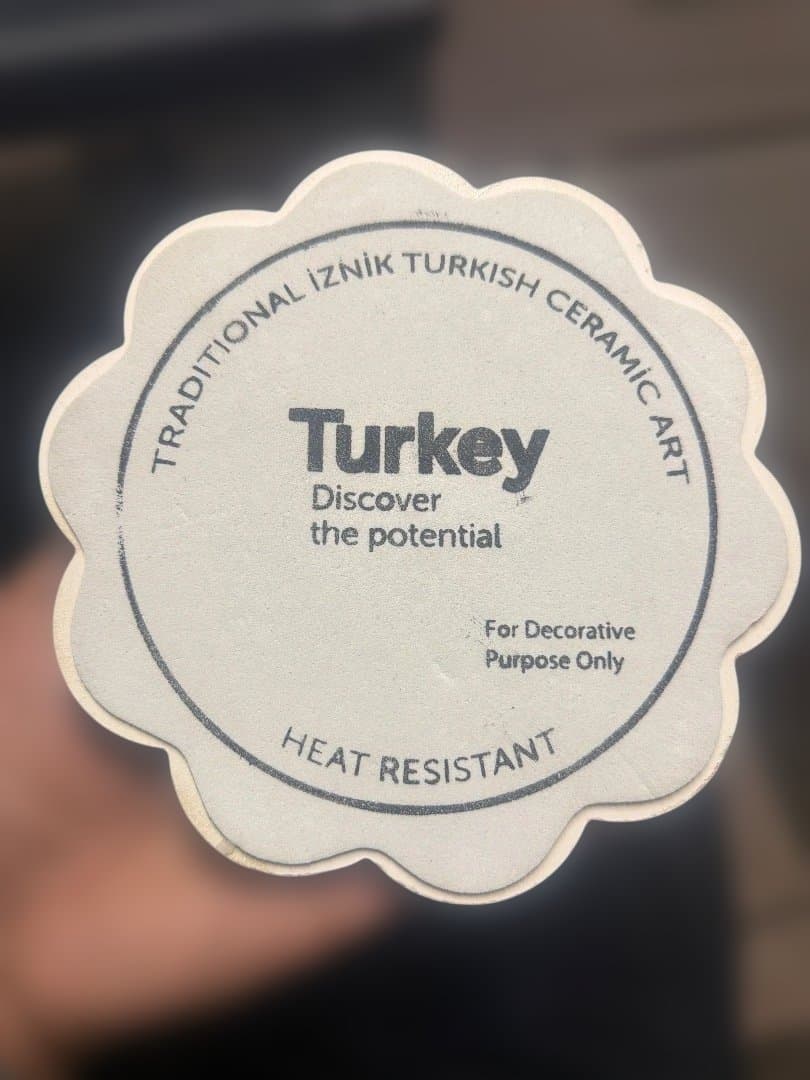 TRADITIONAL İZNİK TURKISH CERAMİC ART
Turkey
Discover
the potential
For Decorative
Purpose Only
HEAT RESISTANT